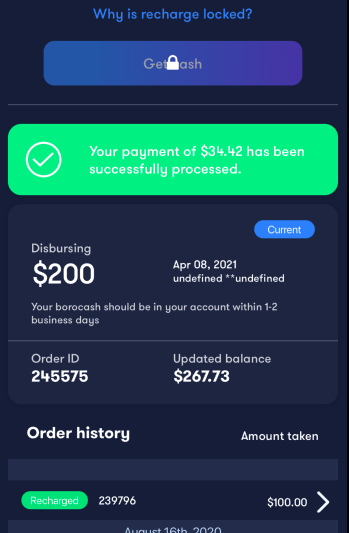 Why is recharge locked?
Get Cash
Your payment of $34.42 has been
successfully processed.
Current
Disbursing
$200
Apr 08, 2021
undefined **undefined
Your borocash should be in your account within 1-2
business days
Order ID
Updated balance
245575
$267.73
Order history
Amount taken
Recharged
239796
$100.00
August 16th, 2020